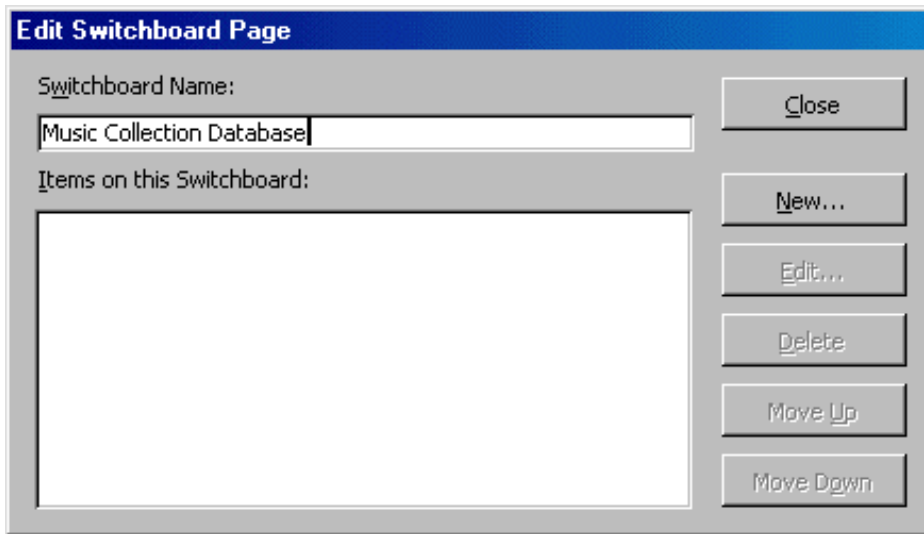 Edit Switchboard Page
Switchboard Name:
Close
Music Collection Database
Items on this Switchboard:
New...
Edit...
Delete
Move Up
Move Down